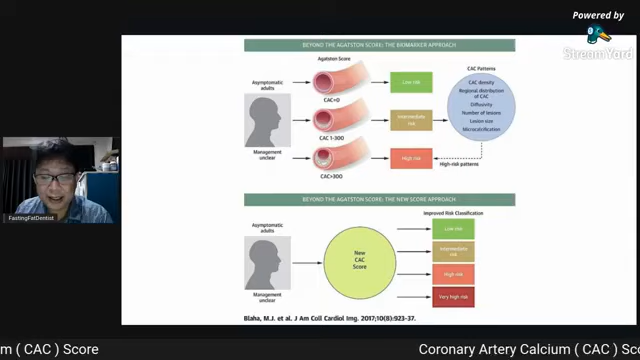 Powered by
StreamYard
BEYOND THE AGATSTON SCORE: THE BIOMARKER APPROACH
Agatston Score
CAC Patterns
Asymptomatic
adults
CAC=0
Low risk
CAC 1-300
Intermediate
risk
CAC density
Regional distribution
of CAC
Diffusivity
Number of lesions
Lesion size
Microcalcification
Management
unclear
CAC>300
High risk
High-risk patterns
FastingFatDentist
BEYOND THE AGATSTON SCORE: THE NEW SCORE APPROACH
Improved Risk Classification
Asymptomatic
adults
New
CAC
Score
Low risk
Intermediate
risk
High risk
Very high risk
Management
unclear
Blaha, M.J. et al. J Am Coll Cardiol Img. 2017;10(8):923-37.
m ( CAC ) Score
Coronary Artery Calcium ( CAC ) Sc